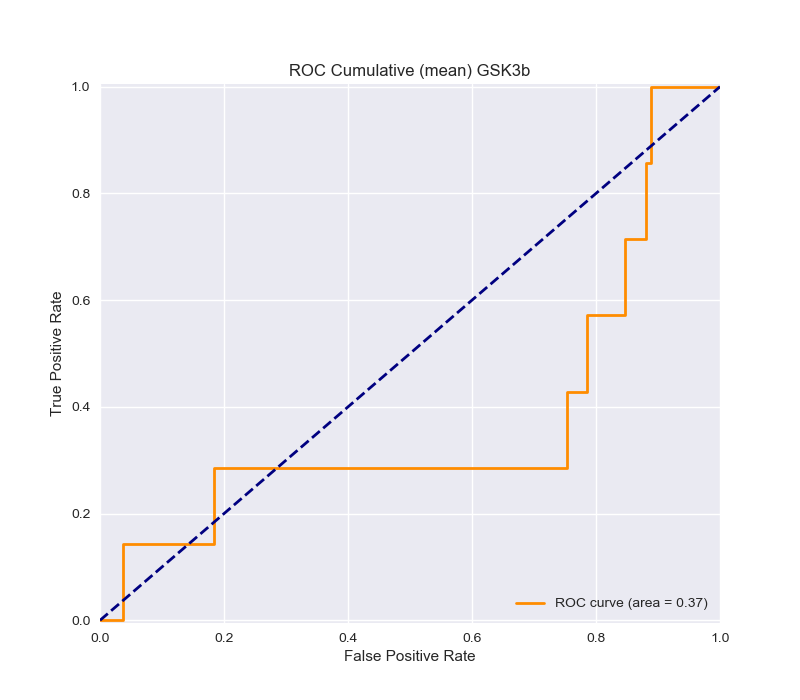 ROC Cumulative (mean) GSK3b
1.0
0.8
0.6
0.4
0.2
0.0
True Positive Rate
ROC curve (area = 0.37)
0.0 0.2 0.4 0.6 0.8 1.0
False Positive Rate